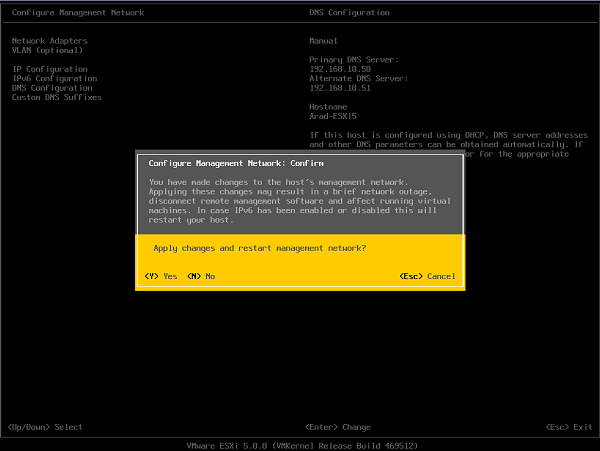 Configure Management Network
DNS Configuration
Network Adapters
VLAN (optional)
IP Configuration
IPv6 Configuration
DNS Configuration
Custom DNS Suffixes
Manual
Primary DNS Server:
192.168.10.50
Alternate DNS Server:
192.168.10.51
Hostname
Arad-ESXi5
If this host is configured using DHCP, DNS server addresses
and other DNS parameters can be obtained automatically. If
or for the appropriate
Configure Management Network: Confirm
You have made changes to the host's management network.
Applying these changes may result in a brief network outage,
disconnect remote management software and affect running virtual
machines. In case IPv6 has been enabled or disabled this will
restart your host.
Apply changes and restart management network?
<Y> Yes <N> No
<Esc> Cancel
<Up/Down> Select
<Enter> Change
<Esc> Exit
VMware ESXi 5.0.0 (VMKernel Release Build 469512)